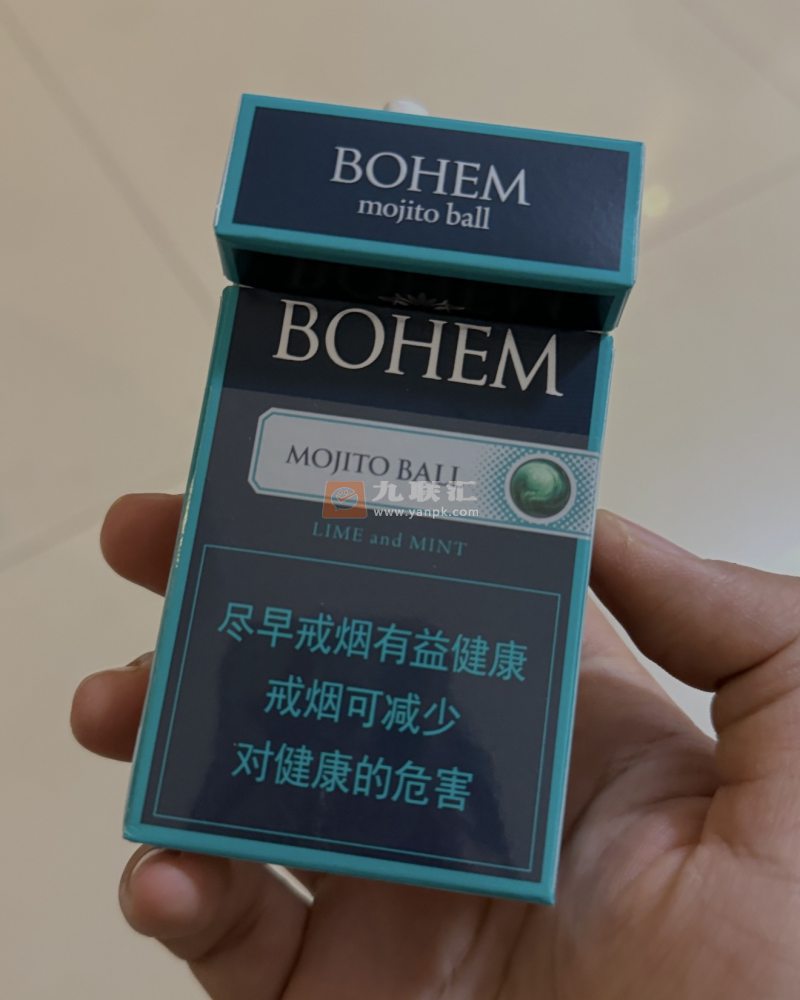 BOHEM
mojito ball
BOHEM
MOJITO BALL
九联汇
www.yanpk.com
LIME and MINT
尽早戒烟有益健康
戒烟可减少
对健康的危害